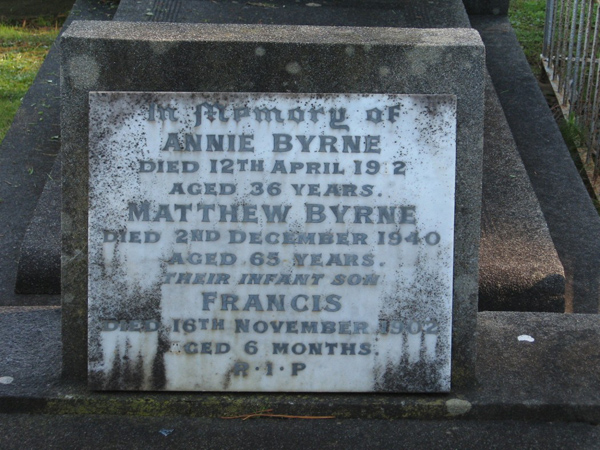 In Memory of
ANNIE BYRNE
DIED 12TH APRIL 19 2
AGED 36 YEARS.
MATTHEW BYRNE
DIED 2ND DECEMBER 1940
AGED 65 YEARS.
THEIR INFANT SON
FRANCIS
DIED 16TH NOVEMBER 1902
AGED 6 MONTHS.
R·I·P